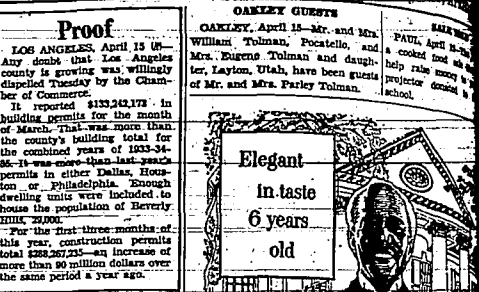 Proof
LOS ANGELES, April 15 (AP)—
Any doubt that Los Angeles
county is growing was willingly
dispelled Tuesday by the Cham-
ber of Commerce.
It reported $133,242,173 in
building permits for the month
of March. That was more than
the county's building total for
the combined years of 1933-34-
35. It was more than last year's
permits in either Dallas, Hous-
ton or Philadelphia. Enough
dwelling units were included to
house the population of Beverly
Hills, 29,000.
For the first three months of
this year, construction permits
total $288,267,235—an increase of
more than 90 million dollars over
the same period a year ago.
OAKLEY GUESTS
OAKLEY, April 15—Mr. and Mrs.
William Tolman, Pocatello, and
Mrs. Eugene Tolman and daugh-
ter, Layton, Utah, have been guests
of Mr. and Mrs. Parley Tolman.
SALE
PAUL, April
a cooked food
help raise money
projector donated
school.
Elegant
in taste
6 years
old